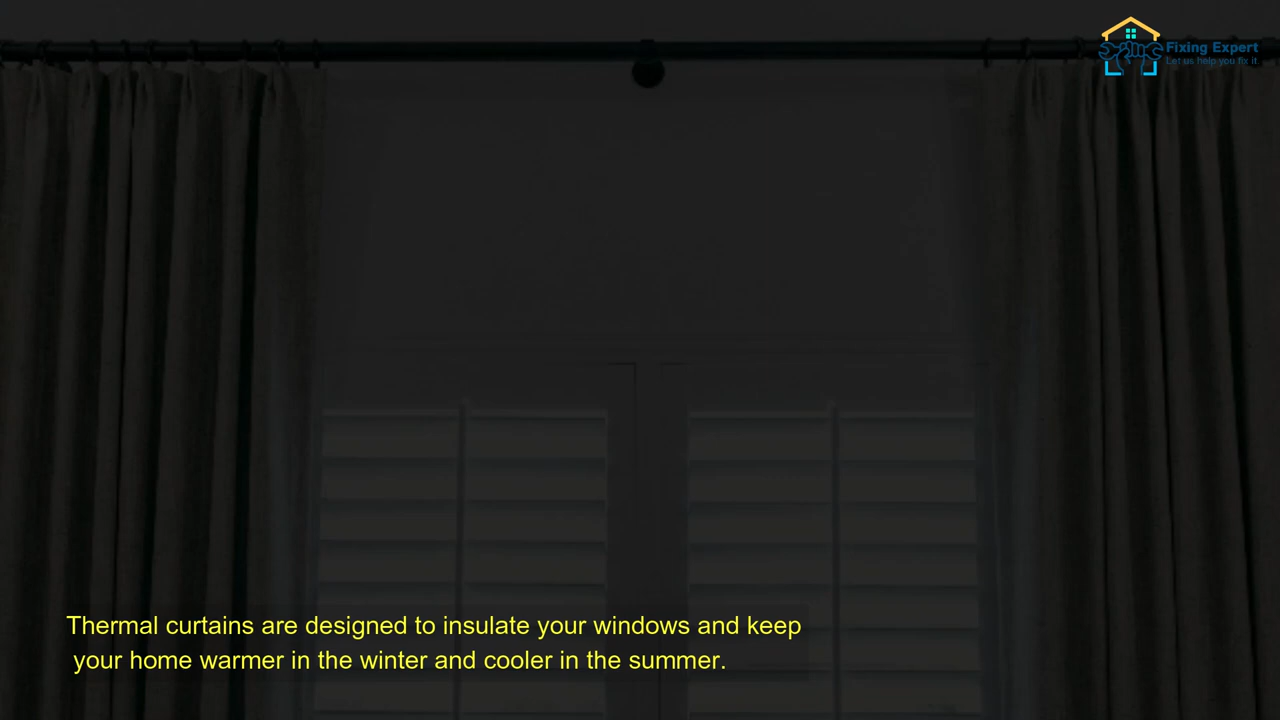 Fixing Expert
Let us help you fix it.
Thermal curtains are designed to insulate your windows and keep
your home warmer in the winter and cooler in the summer.